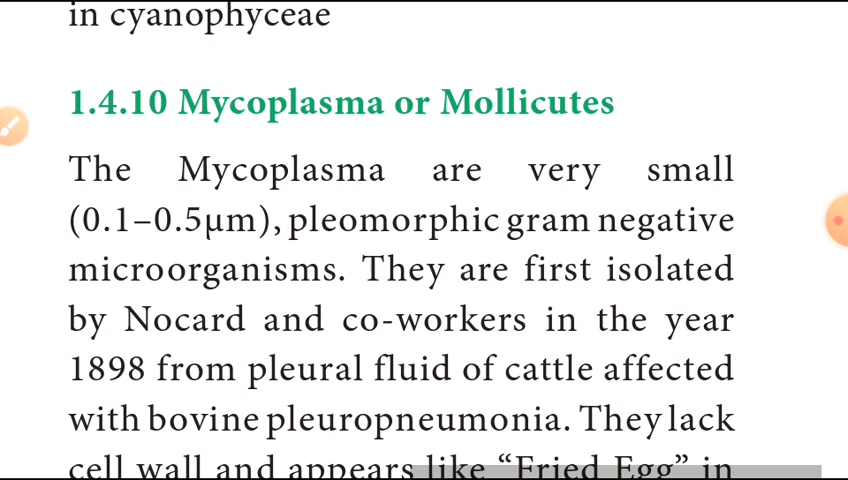 in cyanophyceae
1.4.10 Mycoplasma or Mollicutes
The Mycoplasma are very small
(0.1–0.5µm), pleomorphic gram negative
microorganisms. They are first isolated
by Nocard and co-workers in the year
1898 from pleural fluid of cattle affected
with bovine pleuropneumonia. They lack
cell wall and appears like “Fried Egg” in